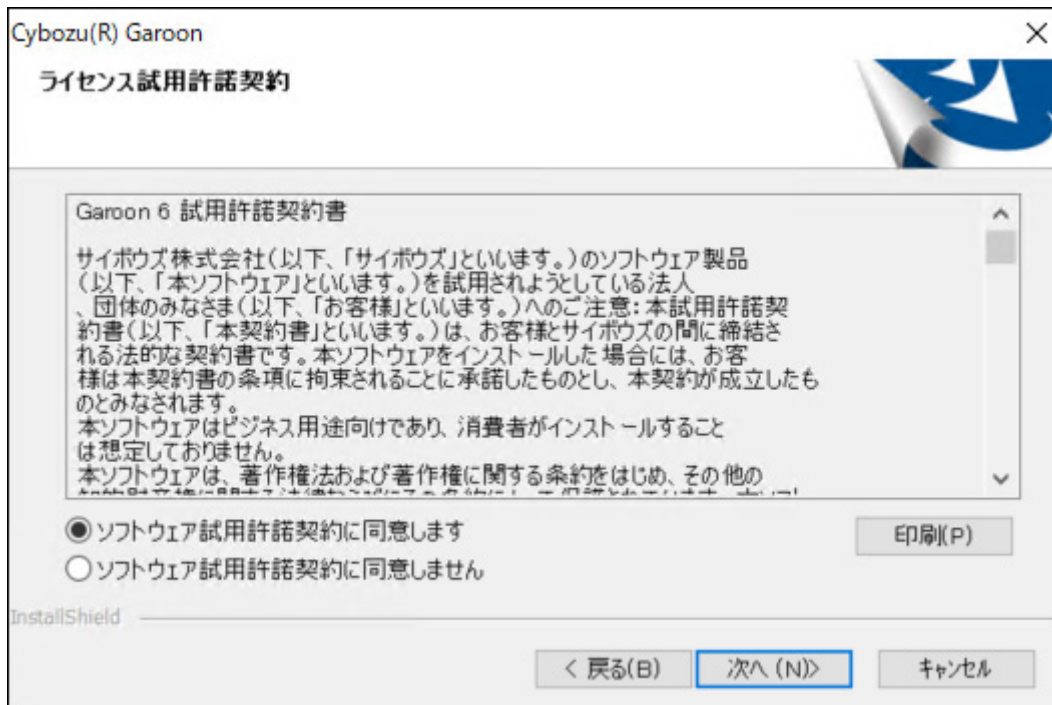 Cybozu(R) Garoon
ライセンス試用許諾契約
Garoon 6 試用許諾契約書
サイボウズ株式会社(以下、「サイボウズ」といいます。)のソフトウェア製品
(以下、「本ソフトウェア」といいます。)を試用されようとしている法人
、団体のみなさま(以下、「お客様」といいます。)へのご注意：本試用許諾契
約書(以下、「本契約書」といいます。)は、お客様とサイボウズの間に締結さ
れる法的な契約書です。本ソフトウェアをインストールした場合には、お客
様は本契約書の条項に拘束されることに承諾したものとし、本契約が成立したも
のとみなされます。
本ソフトウェアはビジネス用途向けであり、消費者がインストールすること
は想定しておりません。
本ソフトウェアは、著作権法および著作権に関する条約をはじめ、その他の
ソフトウェア試用許諾契約に同意します
印刷(P)
ソフトウェア試用許諾契約に同意しません
InstallShield
< 戻る(B)
次へ (N)>
キャンセル